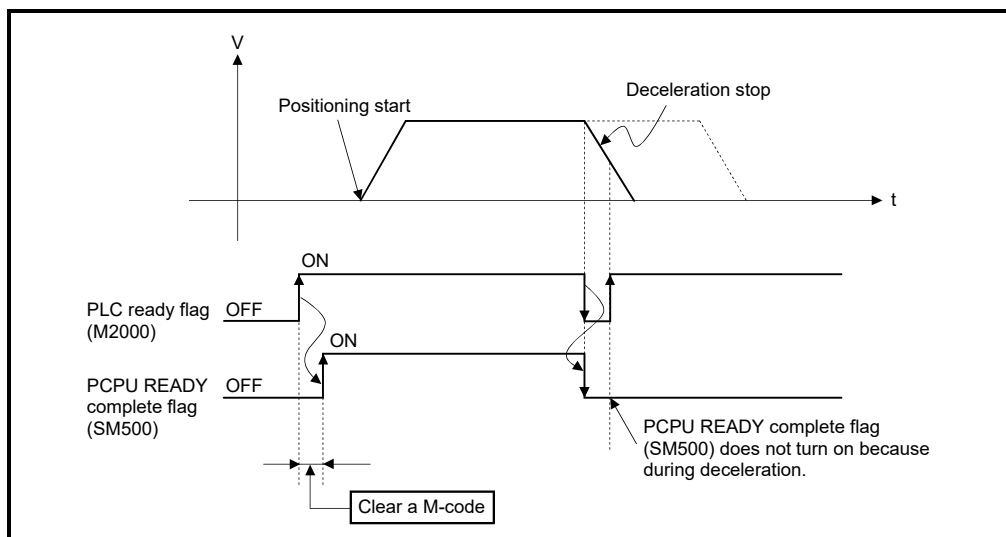 V
Deceleration stop
Positioning start
t
ON
PLC ready flag
(M2000)
OFF
ON
PCPU READY
complete flag
(SM500)
OFF
PCPU READY complete flag
(SM500) does not turn on because
during deceleration.
Clear a M-code